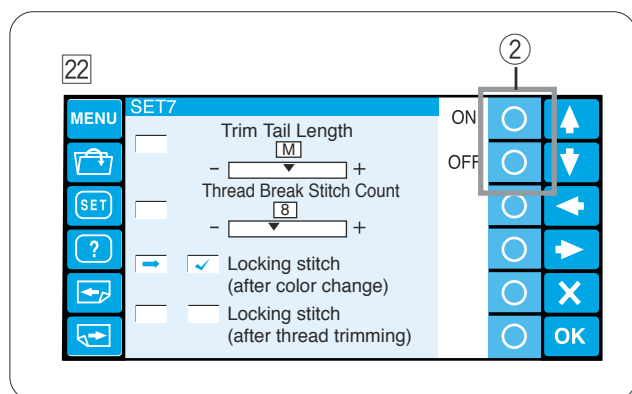 2
22
MENU
SET7
ON
OFF
Trim Tail Length
M
- +
Thread Break Stitch Count
8
- +
SET
?
Locking stitch
(after color change)
Locking stitch
(after thread trimming)
X
OK